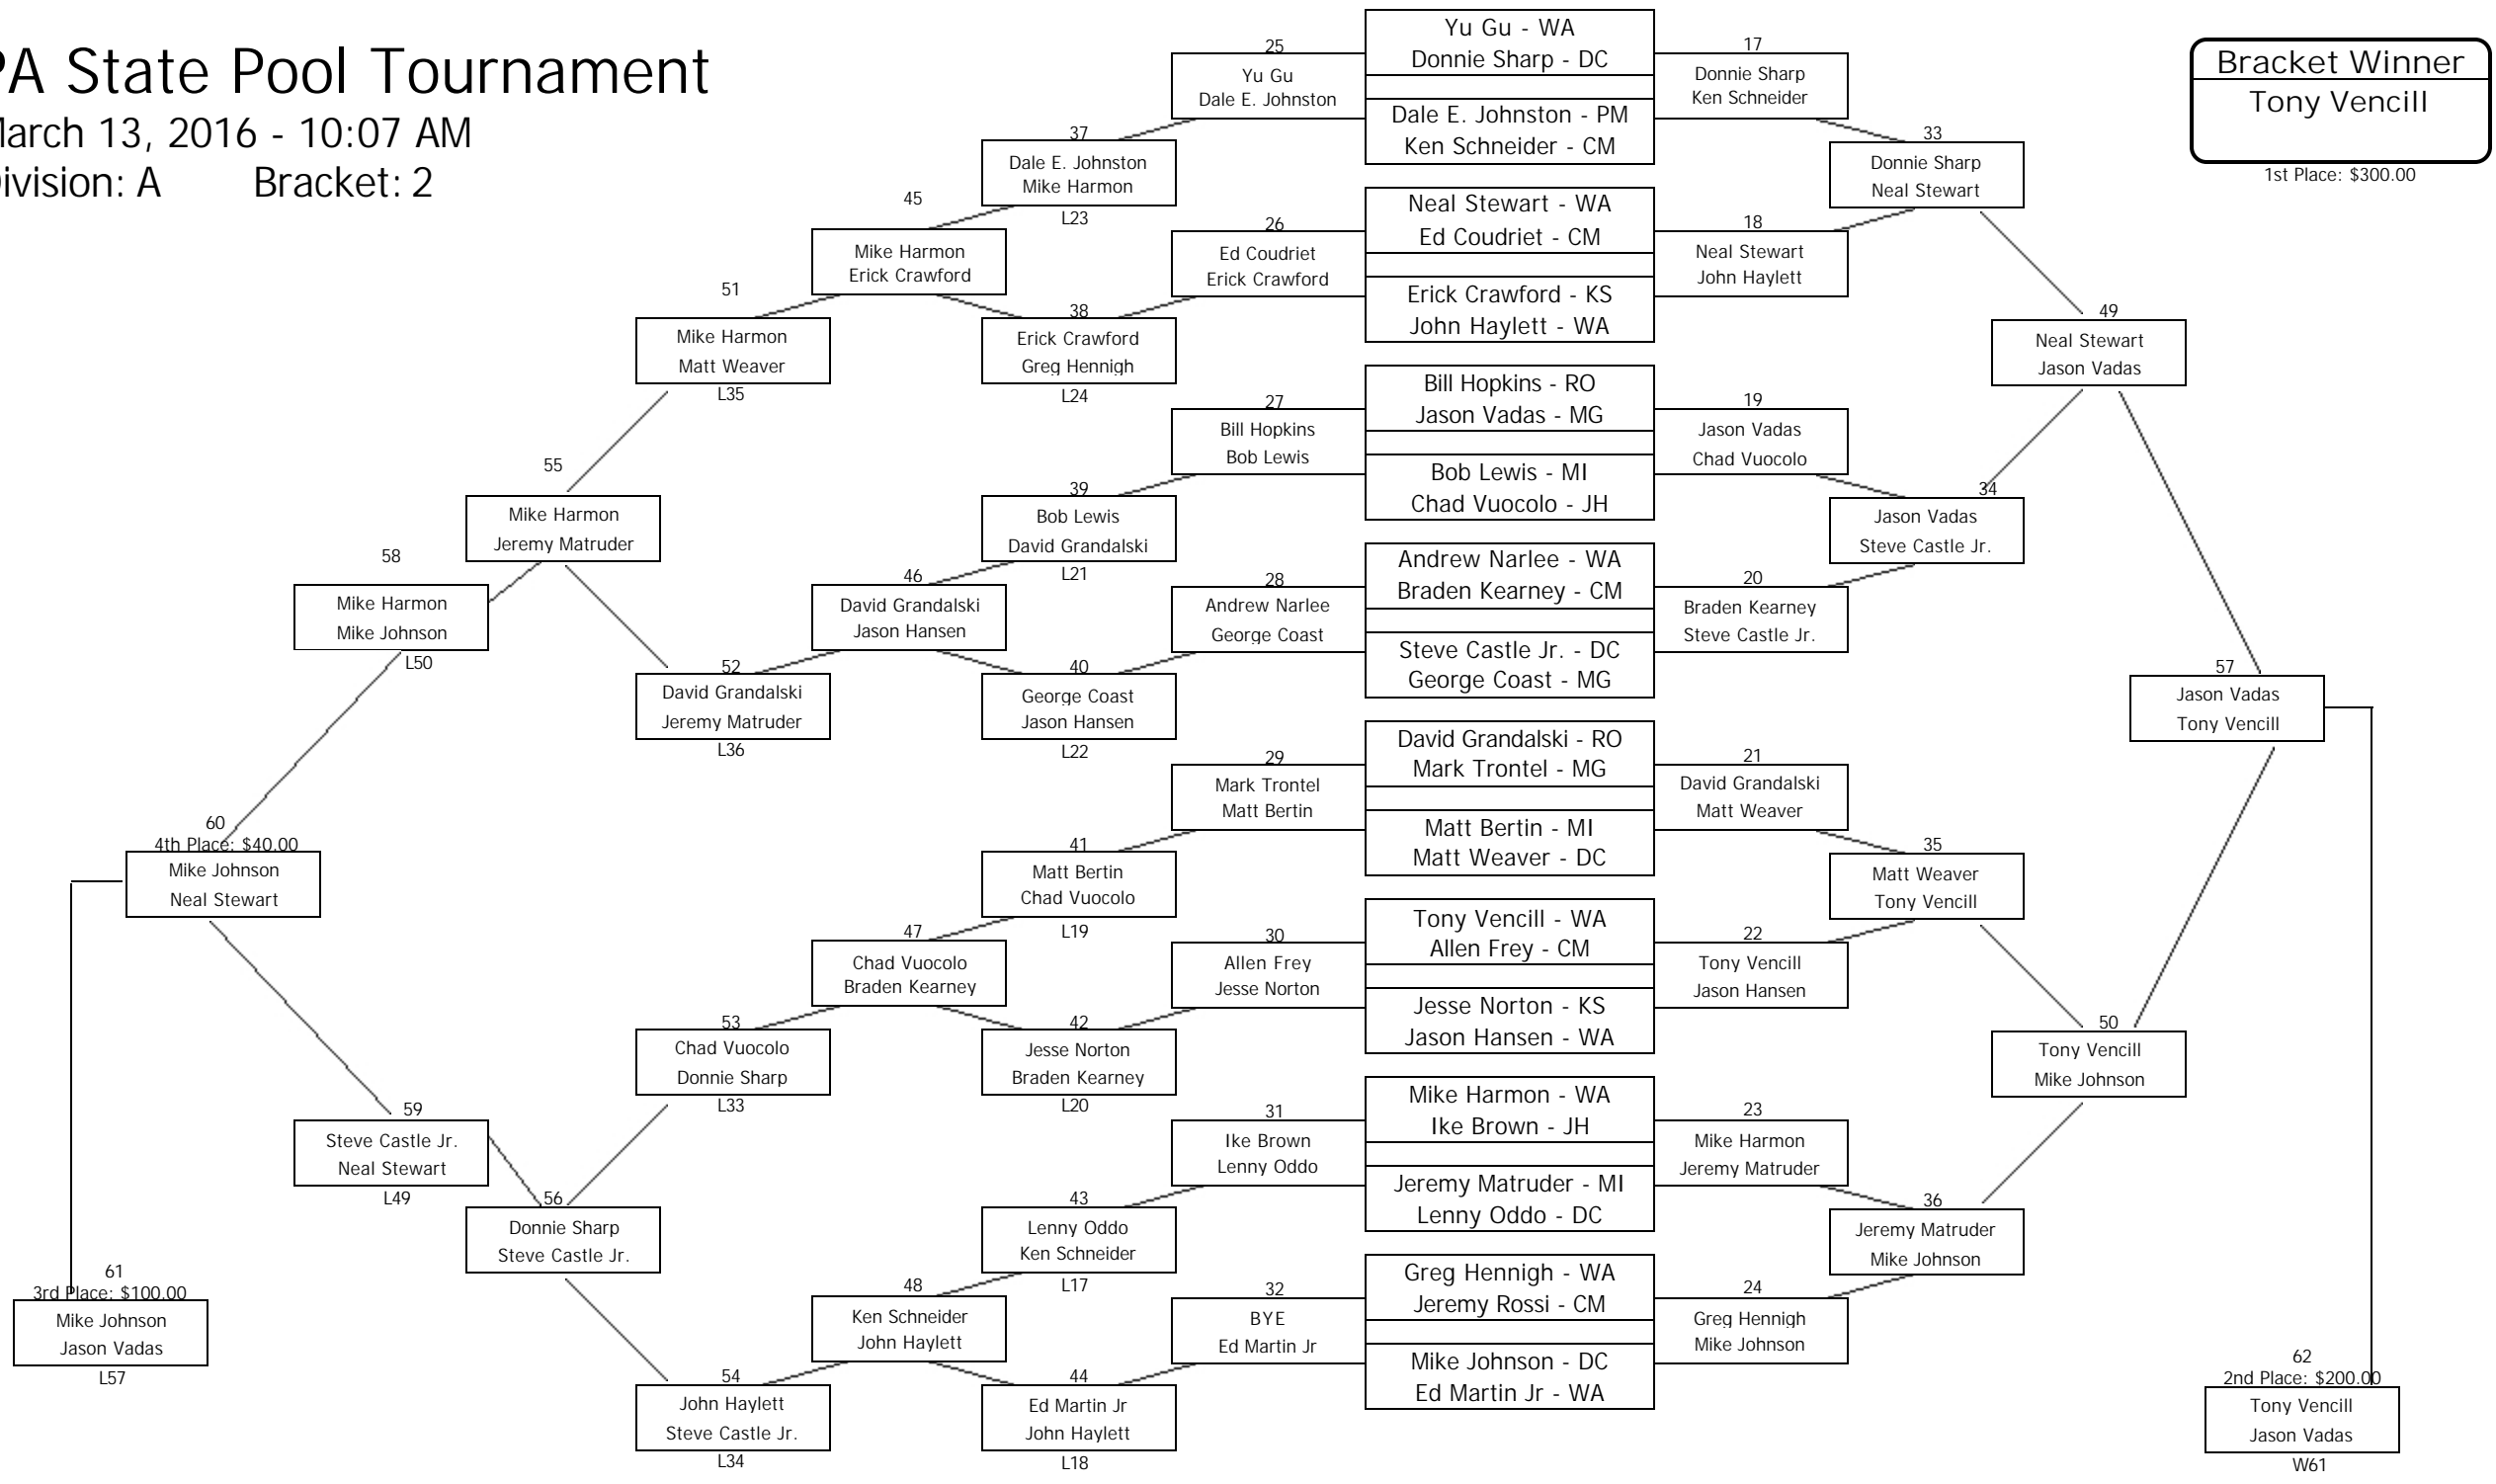 PA State Pool Tournament
March 13, 2016 - 10:07 AM
Division: A Bracket: 2
Bracket Winner
Tony Vencill
1st Place: $300.00
60
4th Place: $40.00
Mike Johnson
Neal Stewart
61
3rd Place: $100.00
Mike Johnson
Jason Vadas
L57
58
Mike Harmon
Mike Johnson
L50
59
Steve Castle Jr.
Neal Stewart
L49
55
Mike Harmon
Jeremy Matruder
56
Donnie Sharp
Steve Castle Jr.
51
Mike Harmon
Matt Weaver
L35
52
David Grandalski
Jeremy Matruder
L36
53
Chad Vuocolo
Donnie Sharp
L33
54
John Haylett
Steve Castle Jr.
L34
45
Mike Harmon
Erick Crawford
46
David Grandalski
Jason Hansen
47
Chad Vuocolo
Braden Kearney
48
Ken Schneider
John Haylett
37
Dale E. Johnston
Mike Harmon
L23
38
Erick Crawford
Greg Hennigh
L24
39
Bob Lewis
David Grandalski
L21
40
George Coast
Jason Hansen
L22
41
Matt Bertin
Chad Vuocolo
L19
42
Jesse Norton
Braden Kearney
L20
43
Lenny Oddo
Ken Schneider
L17
44
Ed Martin Jr
John Haylett
L18
25
Yu Gu
Dale E. Johnston
26
Ed Coudriet
Erick Crawford
27
Bill Hopkins
Bob Lewis
28
Andrew Narlee
George Coast
29
Mark Trontel
Matt Bertin
30
Allen Frey
Jesse Norton
31
Ike Brown
Lenny Oddo
32
BYE
Ed Martin Jr
Yu Gu - WA
Donnie Sharp - DC
Dale E. Johnston - PM
Ken Schneider - CM
Neal Stewart - WA
Ed Coudriet - CM
Erick Crawford - KS
John Haylett - WA
Bill Hopkins - RO
Jason Vadas - MG
Bob Lewis - MI
Chad Vuocolo - JH
Andrew Narlee - WA
Braden Kearney - CM
Steve Castle Jr. - DC
George Coast - MG
David Grandalski - RO
Mark Trontel - MG
Matt Bertin - MI
Matt Weaver - DC
Tony Vencill - WA
Allen Frey - CM
Jesse Norton - KS
Jason Hansen - WA
Mike Harmon - WA
Ike Brown - JH
Jeremy Matruder - MI
Lenny Oddo - DC
Greg Hennigh - WA
Jeremy Rossi - CM
Mike Johnson - DC
Ed Martin Jr - WA
17
Donnie Sharp
Ken Schneider
18
Neal Stewart
John Haylett
19
Jason Vadas
Chad Vuocolo
20
Braden Kearney
Steve Castle Jr.
21
David Grandalski
Matt Weaver
22
Tony Vencill
Jason Hansen
23
Mike Harmon
Jeremy Matruder
24
Greg Hennigh
Mike Johnson
33
Donnie Sharp
Neal Stewart
34
Jason Vadas
Steve Castle Jr.
35
Matt Weaver
Tony Vencill
36
Jeremy Matruder
Mike Johnson
49
Neal Stewart
Jason Vadas
50
Tony Vencill
Mike Johnson
57
Jason Vadas
Tony Vencill
62
2nd Place: $200.00
Tony Vencill
Jason Vadas
W61